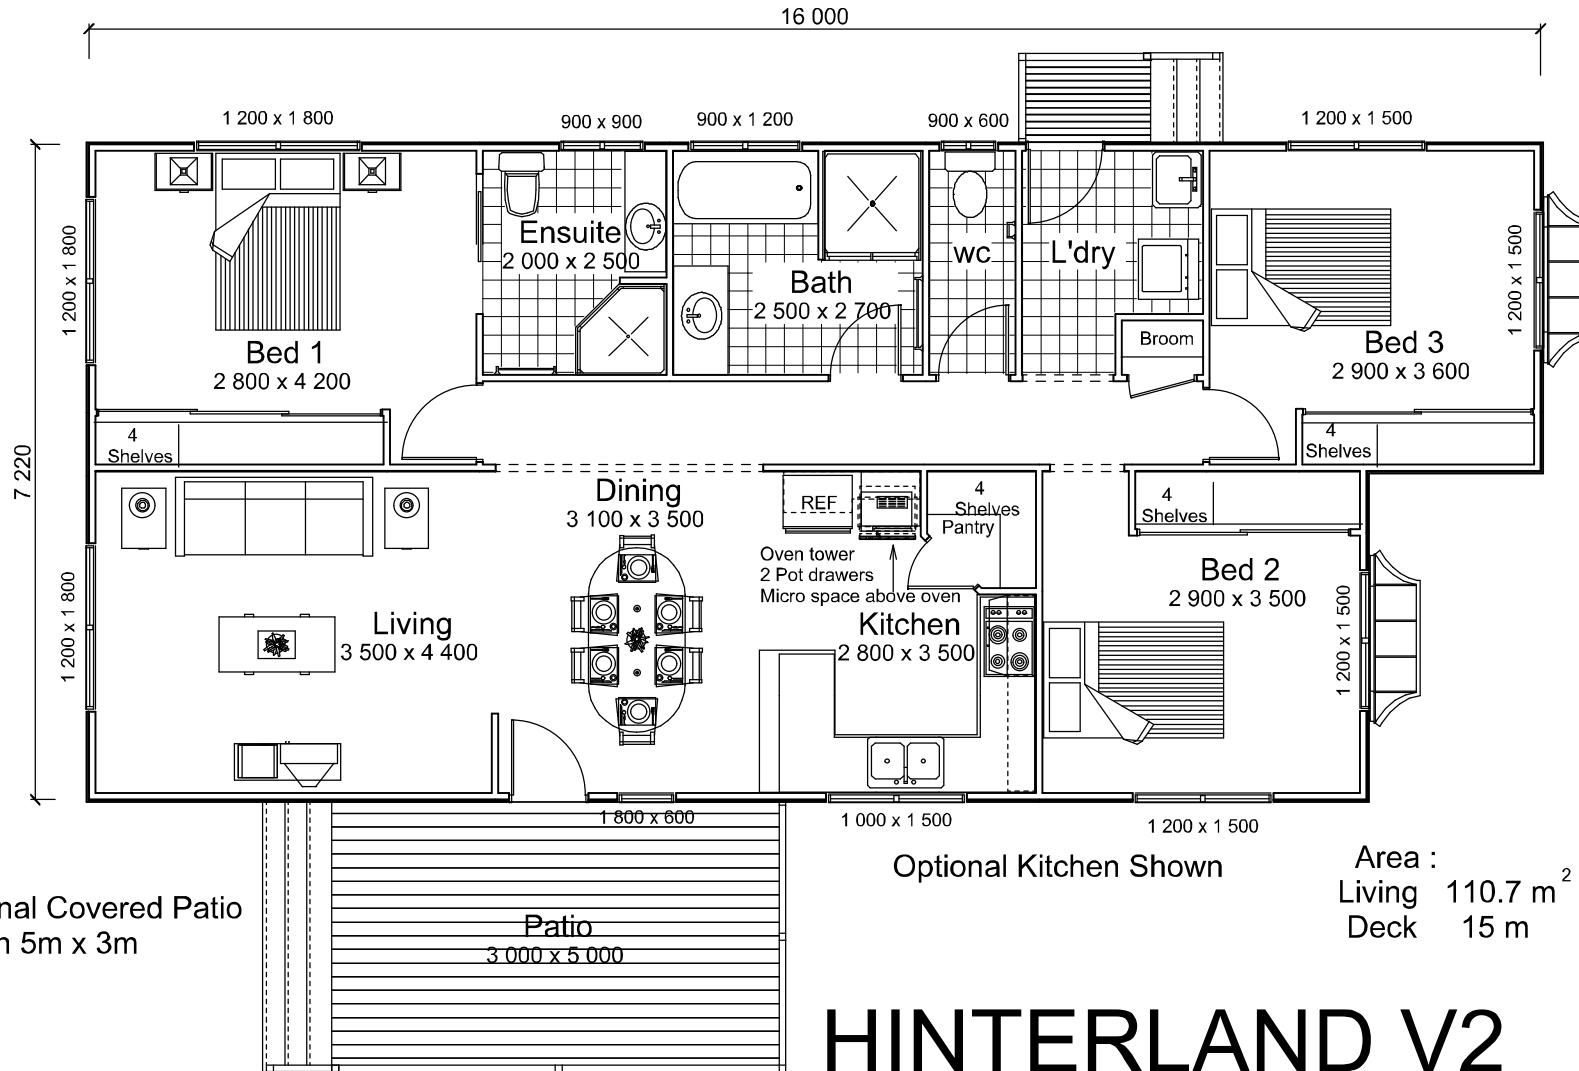 16 000
1 200 x 1 800
900 x 900
900 x 1 200
900 x 600
1 200 x 1 500
7 220
1 200 x 1 800
Ensuite
2 000 x 2 500
Bath
2 500 x 2 700
wc
L'dry
Broom
Bed 1
2 800 x 4 200
Bed 3
2 900 x 3 600
1 200 x 1 500
4
Shelves
4
Shelves
Dining
3 100 x 3 500
REF
4
Shelves
Pantry
4
Shelves
Oven tower
2 Pot drawers
Micro space above oven
Bed 2
2 900 x 3 500
1 200 x 1 500
1 200 x 1 800
Living
3 500 x 4 400
Kitchen
2 800 x 3 500
1 800 x 600
1 000 x 1 500
1 200 x 1 500
Optional Kitchen Shown
Area :
Living 110.7 m2
Deck 15 m
nal Covered Patio
n 5m x 3m
Patio
3 000 x 5 000
HINTERLAND V2